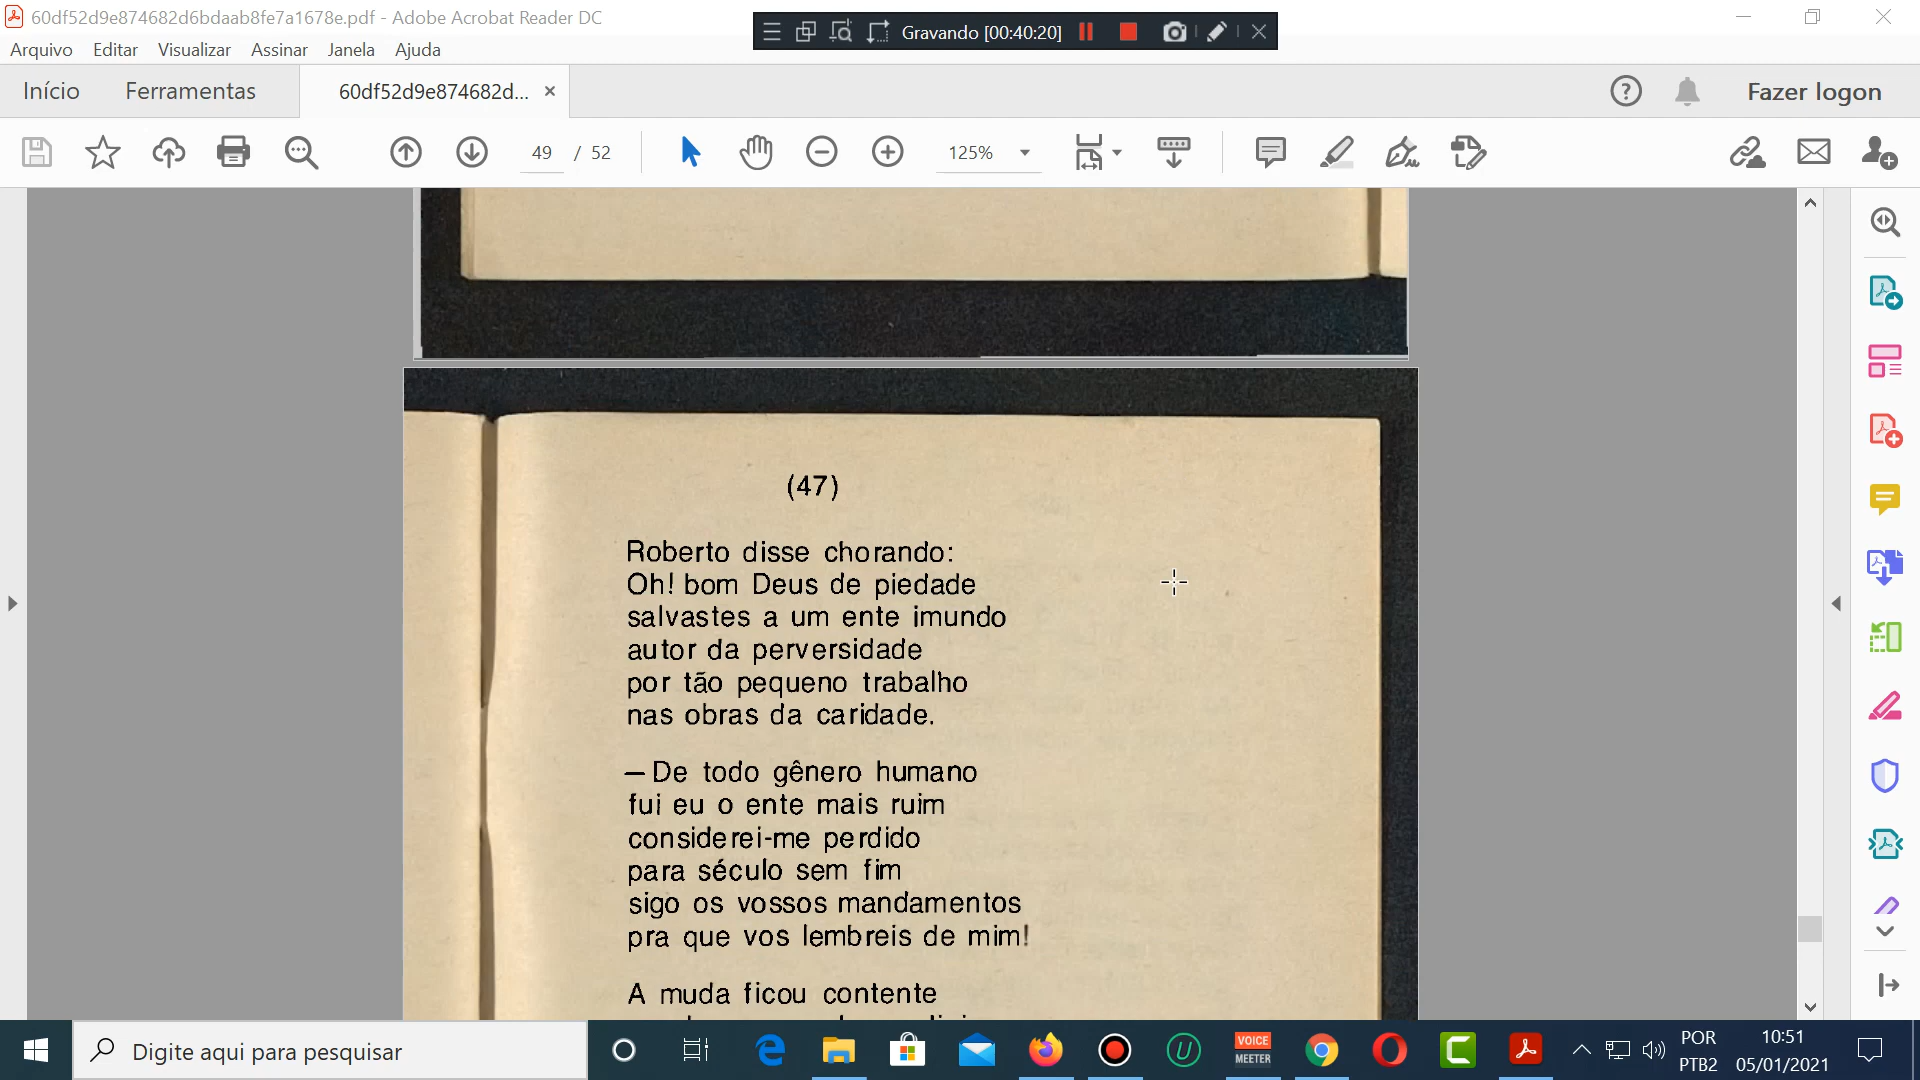 60df52d9e874682d6bdaab8fe7a1678e.pdf - Adobe Acrobat Reader DC
Gravando [00:40:20]
Arquivo Editar Visualizar Assinar Janela Ajuda
Início Ferramentas 60df52d9e874682d... Fazer logon
49 / 52 125%
(47)
Roberto disse chorando:
Oh! bom Deus de piedade
salvastes a um ente imundo
autor da perversidade
por tão pequeno trabalho
nas obras da caridade.
— De todo gênero humano
fui eu o ente mais ruim
considerei-me perdido
para século sem fim
sigo os vossos mandamentos
pra que vos lembreis de mim!
A muda ficou contente
Digite aqui para pesquisar
VOICE
MEETER
POR
PTB2
10:51
05/01/2021